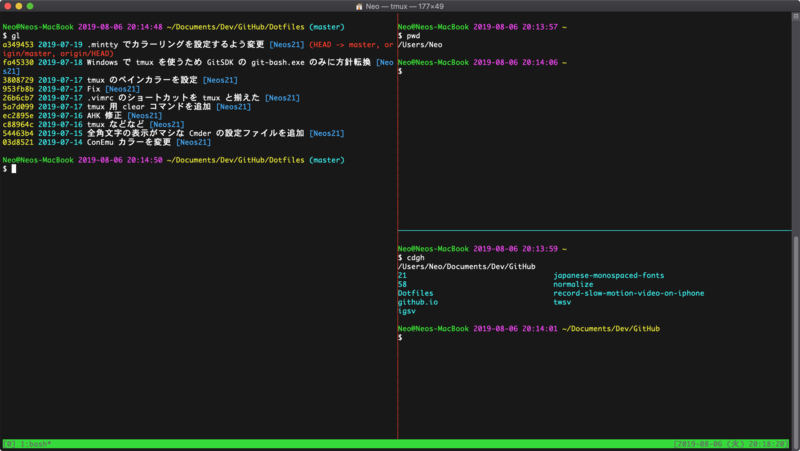 Neo — tmux — 177×49
Neo@Neos-MacBook 2019-08-06 20:14:48 ~/Documents/Dev/GitHub/Dotfiles (master)
$ gl
a349453 2019-07-19 .mintty でカラーリングを設定するよう変更 [Neos21] (HEAD -> master, or
igin/master, origin/HEAD)
fa45330 2019-07-18 Windows で tmux を使うため GitSDK の git-bash.exe のみに方針転換 [Neo
s21]
3808729 2019-07-17 tmux のペインカラーを設定 [Neos21]
953fb8b 2019-07-17 Fix [Neos21]
26b6cb7 2019-07-17 .vimrc のショートカットを tmux と揃えた [Neos21]
5a7d099 2019-07-17 tmux 用 clear コマンドを追加 [Neos21]
ec2895e 2019-07-16 AHK 修正 [Neos21]
c88964c 2019-07-16 tmux などなど [Neos21]
54463b4 2019-07-15 全角文字の表示がマシな Cmder の設定ファイルを追加 [Neos21]
03d8521 2019-07-14 ConEmu カラーを変更 [Neos21]
Neo@Neos-MacBook 2019-08-06 20:14:50 ~/Documents/Dev/GitHub/Dotfiles (master)
$
Neo@Neos-MacBook 2019-08-06 20:13:57 ~
$ pwd
/Users/Neo
Neo@Neos-MacBook 2019-08-06 20:14:06 ~
$
Neo@Neos-MacBook 2019-08-06 20:13:59 ~
$ cdgh
/Users/Neo/Documents/Dev/GitHub
21 japanese-monospaced-fonts
58 normalize
Dotfiles record-slow-motion-video-on-iphone
github.io twsv
igsv
Neo@Neos-MacBook 2019-08-06 20:14:01 ~/Documents/Dev/GitHub
$
[0] 1:bash* [2019-08-06 (火) 20:18:20]